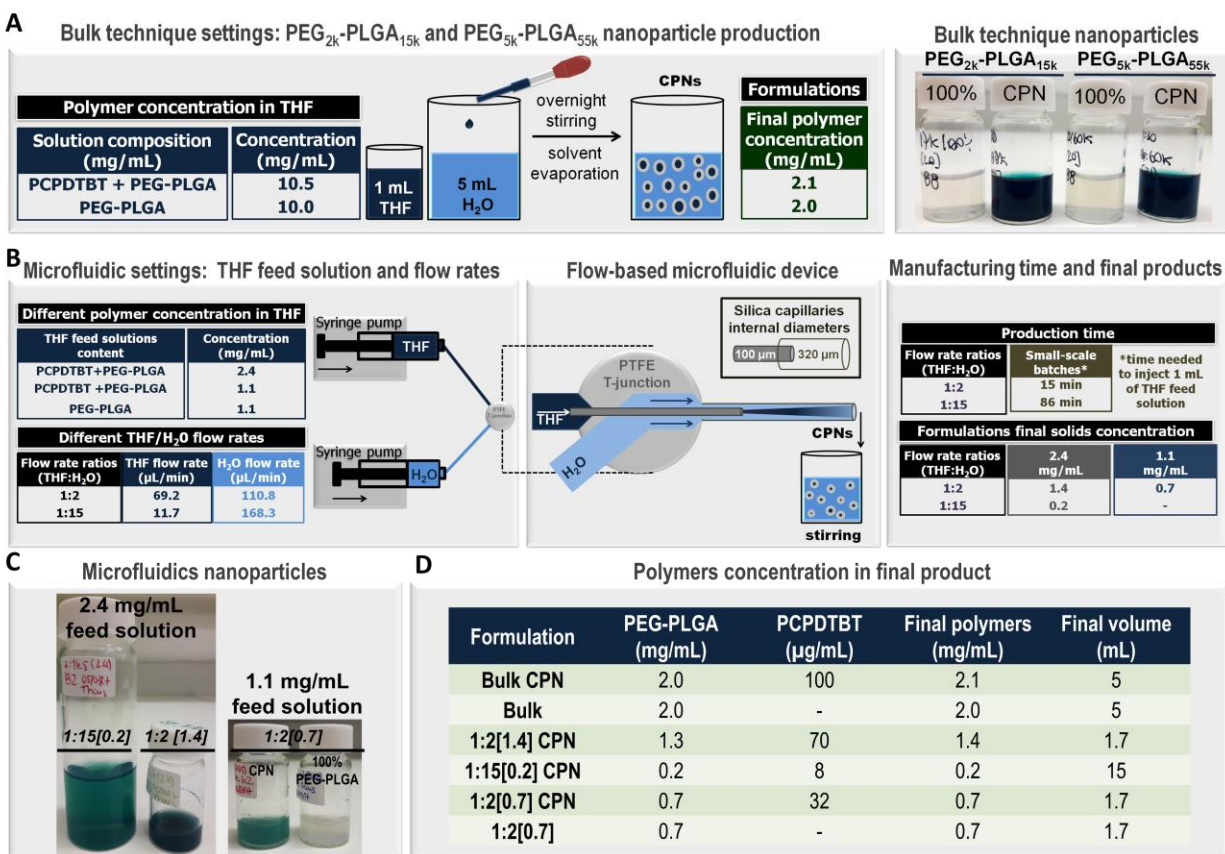 A
Bulk technique settings: PEG2k-PLGA15k and PEG5k-PLGA55k nanoparticle production
Polymer concentration in THF
Solution composition (mg/mL)
Concentration (mg/mL)
PCPDTBT + PEG-PLGA 10.5
PEG-PLGA 10.0
1 mL
THF
5 mL
H2O
overnight
stirring
solvent
evaporation
CPNs
Formulations
Final polymer
concentration
(mg/mL)
2.1
2.0
Bulk technique nanoparticles
PEG2k-PLGA15k PEG5k-PLGA55k
100% CPN 100% CPN
B
Microfluidic settings: THF feed solution and flow rates
Different polymer concentration in THF
THF feed solutions content
Concentration (mg/mL)
PCPDTBT+PEG-PLGA 2.4
PCPDTBT +PEG-PLGA 1.1
PEG-PLGA 1.1
Different THF/H20 flow rates
Flow rate ratios (THF:H2O)
THF flow rate (µL/min)
H2O flow rate (µL/min)
1:2 69.2 110.8
1:15 11.7 168.3
Syringe pump
THF
PTFE
T-junction
Syringe pump
H2O
Flow-based microfluidic device
Silica capillaries
internal diameters
100 µm 320 µm
PTFE
T-junction
THF
H2O
CPNs
stirring
Manufacturing time and final products
Production time
Flow rate ratios (THF:H2O)
Small-scale batches*
1:2 15 min
1:15 86 min
*time needed
to inject 1 mL
of THF feed
solution
Formulations final solids concentration
Flow rate ratios (THF:H2O)
2.4 mg/mL
1.1 mg/mL
1:2 1.4 0.7
1:15 0.2 -
C
Microfluidics nanoparticles
2.4 mg/mL
feed solution
1:15[0.2] 1:2 [1.4]
1.1 mg/mL
feed solution
1:2[0.7]
CPN
100%
PEG-PLGA
D
Polymers concentration in final product
Formulation
PEG-PLGA (mg/mL)
PCPDTBT (µg/mL)
Final polymers (mg/mL)
Final volume (mL)
Bulk CPN 2.0 100 2.1 5
Bulk 2.0 - 2.0 5
1:2[1.4] CPN 1.3 70 1.4 1.7
1:15[0.2] CPN 0.2 8 0.2 15
1:2[0.7] CPN 0.7 32 0.7 1.7
1:2[0.7] 0.7 - 0.7 1.7